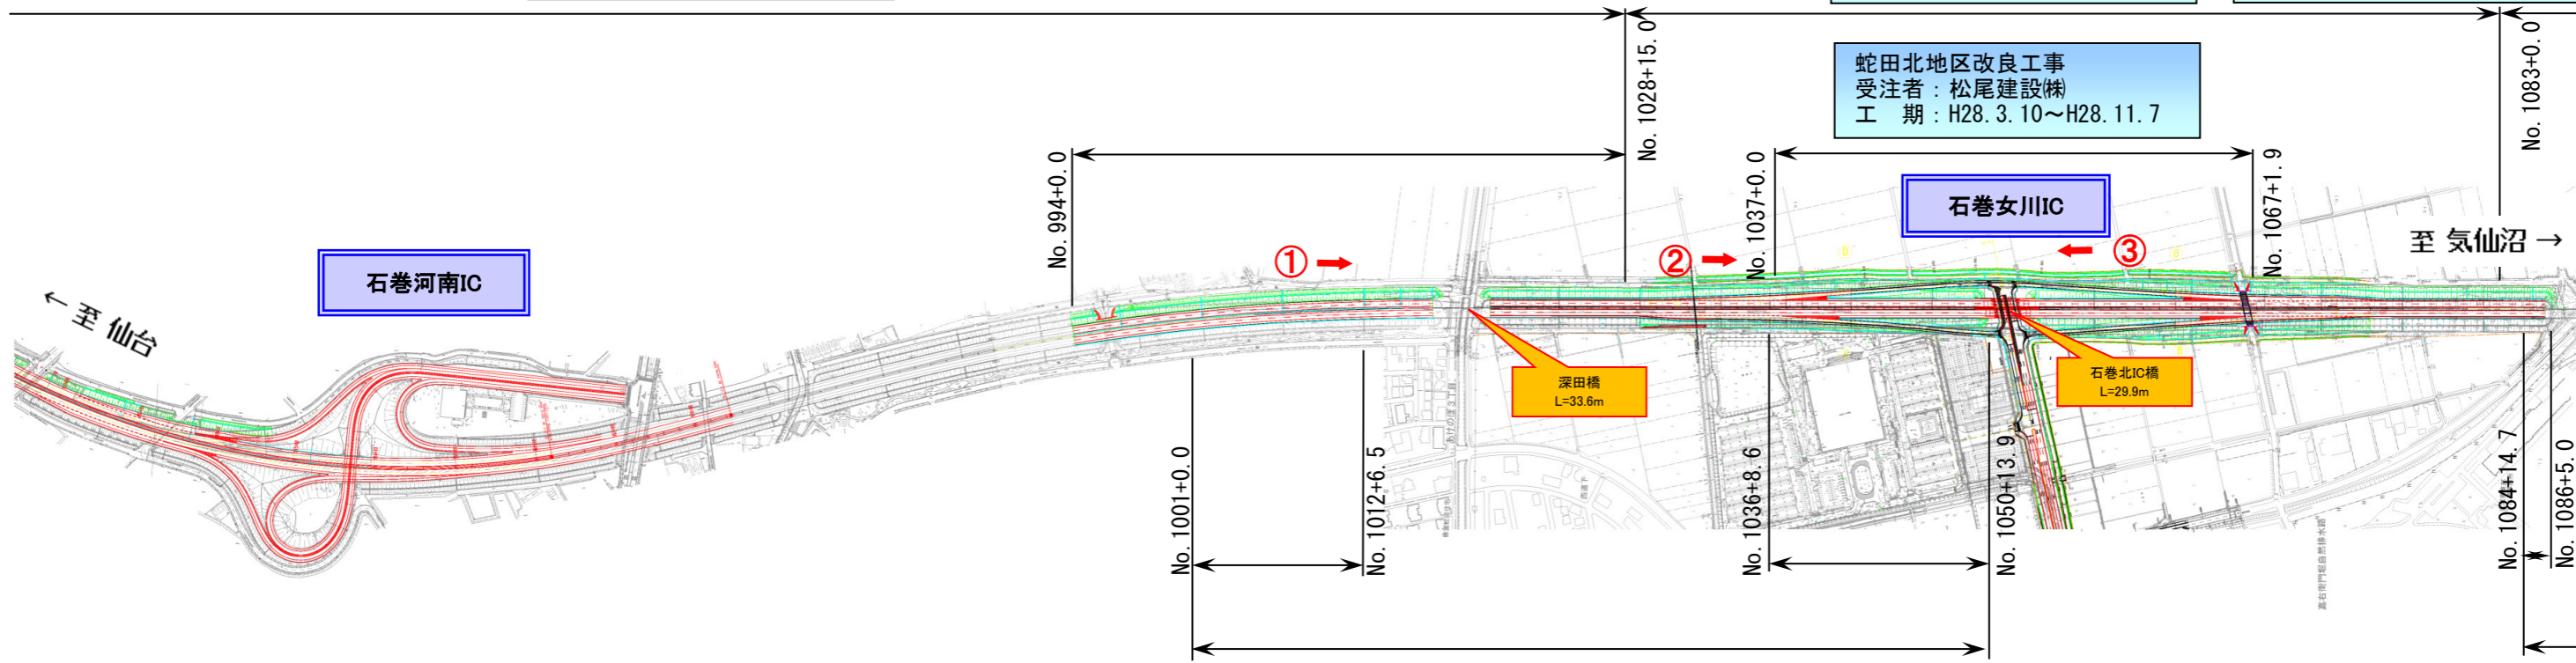 No. 1028+15.0
No. 1083+0.0
蛇田北地区改良工事
受注者：松尾建設㈱
工　期：H28.3.10～H28.11.7
No. 994+0.0
No. 1037+0.0
No. 1067+1.9
石巻女川IC
石巻河南IC
①
②
③
至 気仙沼 →
← 至 仙台
深田橋
L=33.6m
石巻北IC橋
L=29.9m
No. 1001+0.0
No. 1012+6.5
No. 1036+8.6
No. 1050+13.9
No. 1084+14.7
No. 1086+5.0